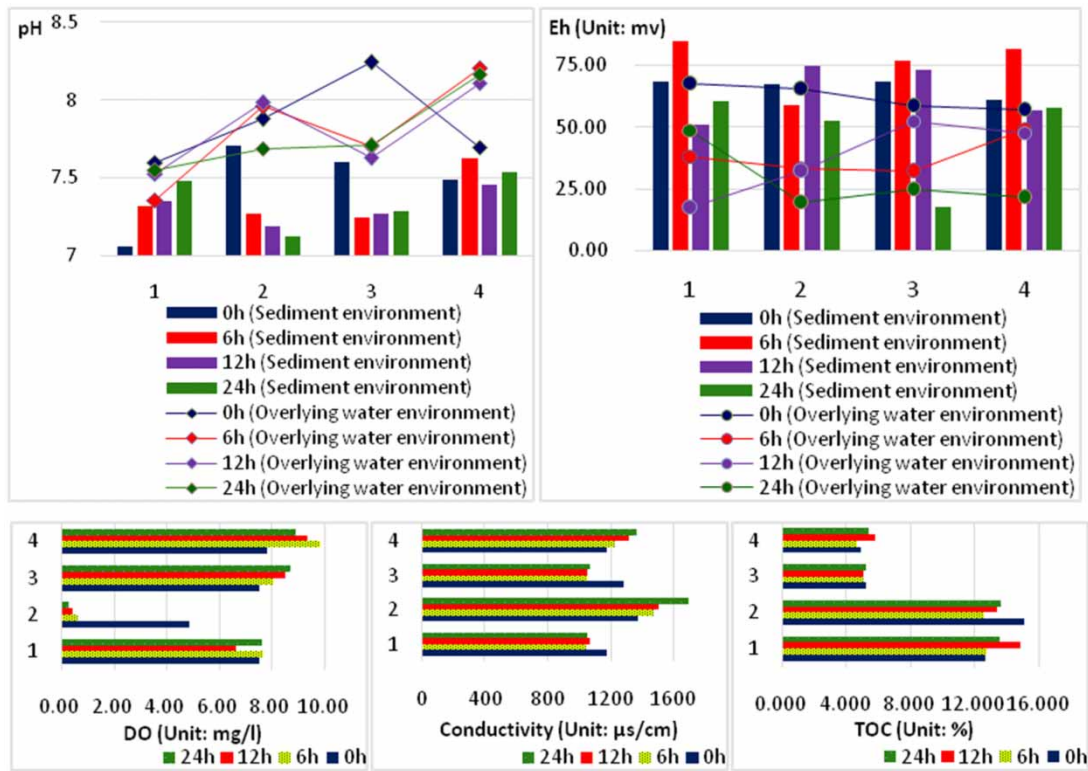 pH
8.5
8
7.5
7
1 2 3 4
0h (Sediment environment)
6h (Sediment environment)
12h (Sediment environment)
24h (Sediment environment)
0h (Overlying water environment)
6h (Overlying water environment)
12h (Overlying water environment)
24h (Overlying water environment)
Eh (Unit: mv)
75.00
50.00
25.00
0.00
1 2 3 4
0h (Sediment environment)
6h (Sediment environment)
12h (Sediment environment)
24h (Sediment environment)
0h (Overlying water environment)
6h (Overlying water environment)
12h (Overlying water environment)
24h (Overlying water environment)
4
3
2
1
0.00 2.00 4.00 6.00 8.00 10.00
DO (Unit: mg/l)
24h 12h 6h 0h
4
3
2
1
0 400 800 1200 1600
Conductivity (Unit: μs/cm)
24h 12h 6h 0h
4
3
2
1
0.000 4.000 8.000 12.000 16.000
TOC (Unit: %)
24h 12h 6h 0h